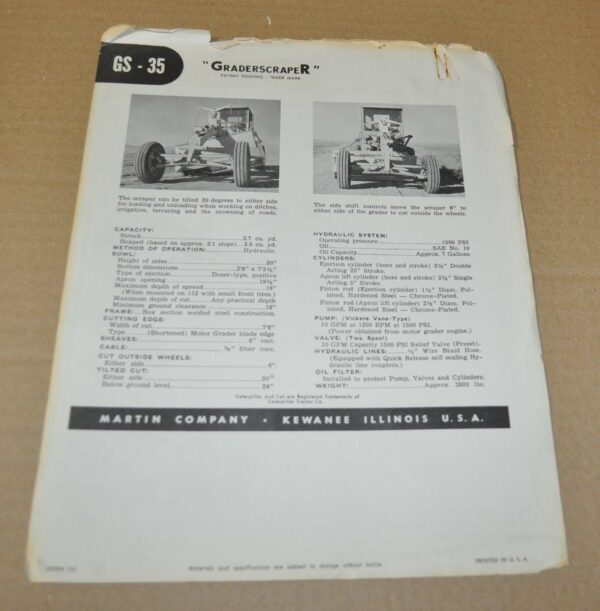 GS - 35
"GRADERSCRAPER"
PATENT PENDING - TRADE MARK
The scraper can be tilted 30 degrees to either side
for loading and unloading when working on ditches,
irrigation, terracing and the crowning of roads.
CAPACITY:
Struck 2.7 cu. yd.
Heaped (based on approx. 2:1 slope) 3.5 cu. yd.
METHOD OF OPERATION: Hydraulic.
BOWL:
Height of sides 30"
Bottom dimensions
Type of ejection Dozer-type, positive
Apron opening
Maximum depth of spread 18"
(When mounted on 112 with small front tires.)
Maximum depth of cut Any practical depth
Minimum ground clearance 16"
FRAME: Box section welded steel construction.
CUTTING EDGE:
Width of cut 7'6"
Type (Shortened) Motor Grader blade edge
SHEAVES: 6" cast.
CABLE: fiber core.
CUT OUTSIDE WHEELS:
Either side 6"
TILTED CUT:
Either side 30°
Below ground level 24"
The side shift controls move the scraper 6" to
either side of the grader to cut outside the wheels.
HYDRAULIC SYSTEM:
Operating pressure 1500 PSI
Oil SAE No. 10
Oil Capacity Approx. 7 Gallons
CYLINDERS:
Ejection cylinder (bore and stroke) Double
Acting 25" Stroke.
Apron lift cylinder (bore and stroke) Single
Acting Stroke.
Piston rod (Ejection cylinder) Diam. Pol-
ished, Hardened Steel — Chrome-Plated.
Piston rod (Apron lift cylinder) Diam. Pol-
ished, Hardened Steel — Chrome-Plated.
PUMP: (Vickers Vane-Type)
10 GPM at 1200 RPM at 1500 PSI.
(Power obtained from motor grader engine.)
VALVE: (Two Spool)
10 GPM Capacity 1500 PSI Relief Valve (Preset).
HYDRAULIC LINES: Wire Braid Hose.
(Equipped with Quick Release self sealing Hy-
draulic line couplers.)
OIL FILTER:
Installed to protect Pump, Valves and Cylinders.
WEIGHT: Approx. 2800 lbs.
Caterpillar and Cat are Registered Trademarks of
Caterpillar Tractor Co.
MARTIN COMPANY · KEWANEE ILLINOIS U.S.A.
Materials and specifications are subject to change without notice.
PRINTED IN U.S.A.